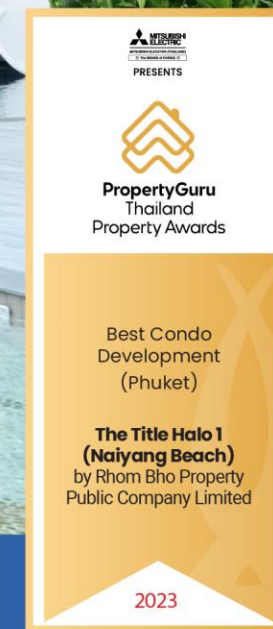 MITSUBISHI
ELECTRIC
PRESENTS
PropertyGuru
Thailand
Property Awards
Best Condo
Development
(Phuket)
The Title Halo 1
(Naiyang Beach)
by Rhom Bho Property
Public Company Limited
2023